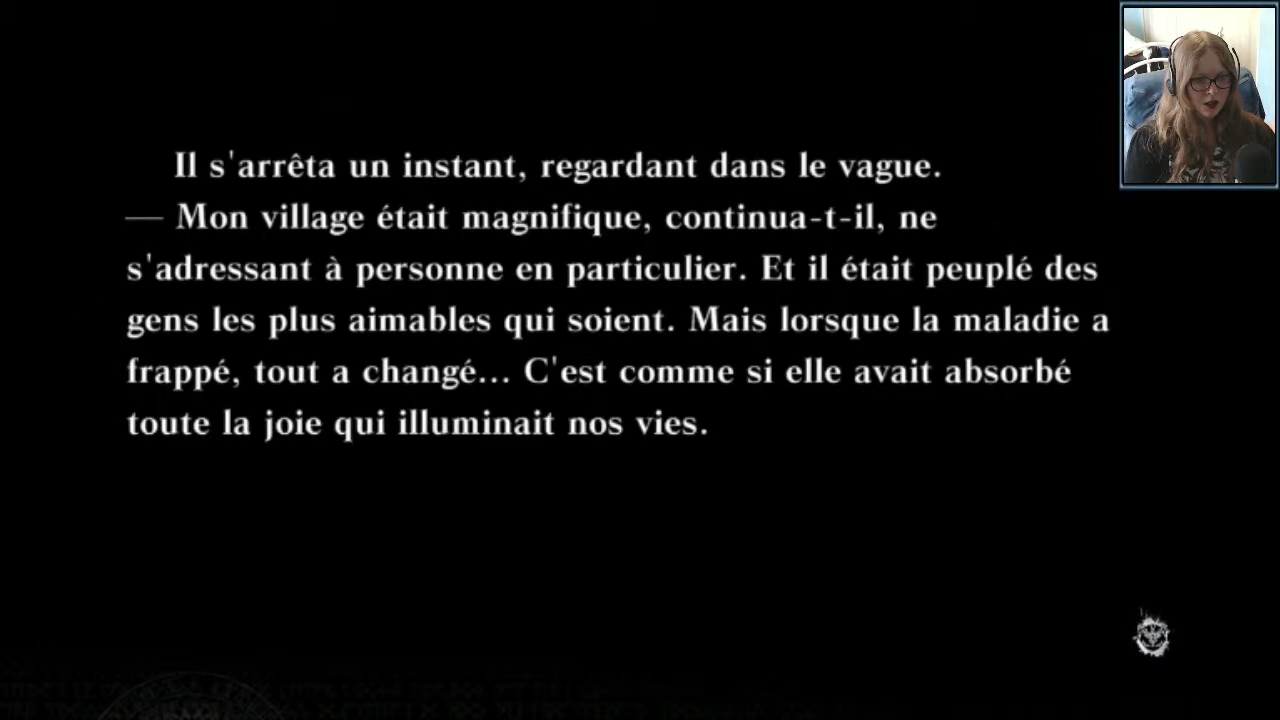 Il s'arrêta un instant, regardant dans le vague.
— Mon village était magnifique, continua-t-il, ne
s'adressant à personne en particulier. Et il était peuplé des
gens les plus aimables qui soient. Mais lorsque la maladie a
frappé, tout a changé... C'est comme si elle avait absorbé
toute la joie qui illuminait nos vies.